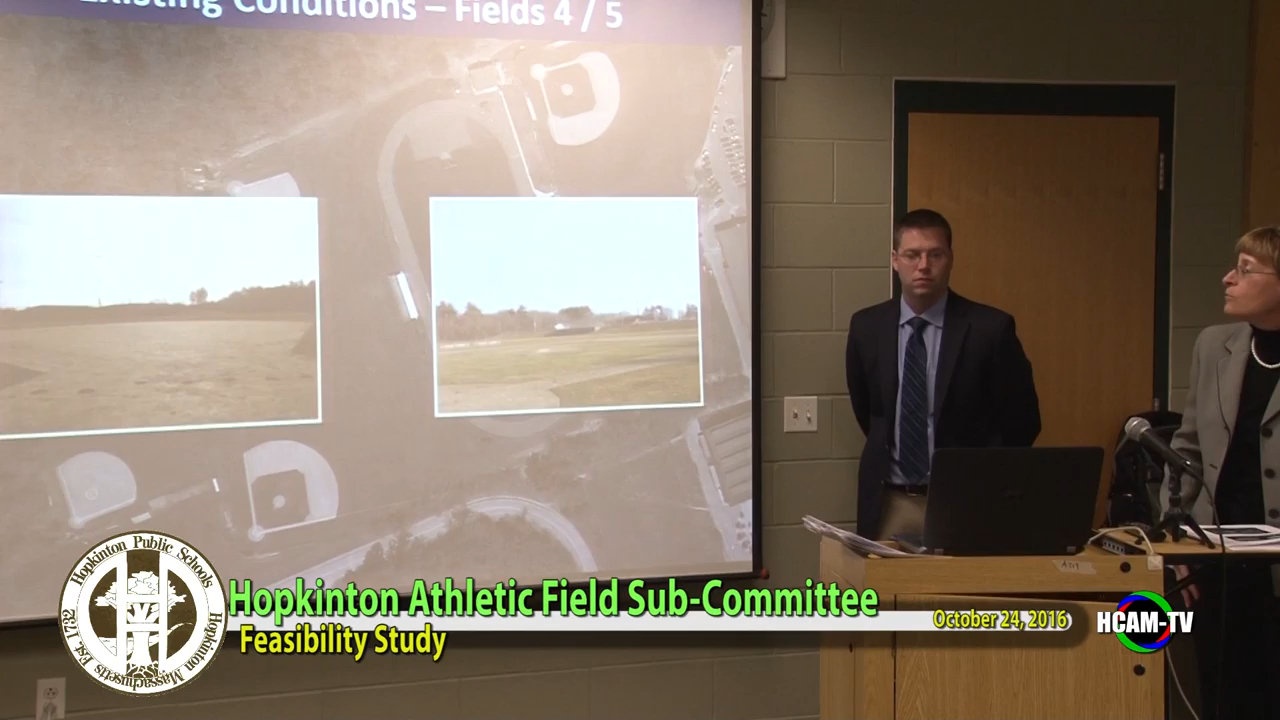 Existing Conditions – Fields 4 / 5
Hopkinton Public Schools
Hopkinton Massachusetts Est. 1732
Hopkinton Athletic Field Sub-Committee
Feasibility Study
October 24, 2016
HCAM-TV